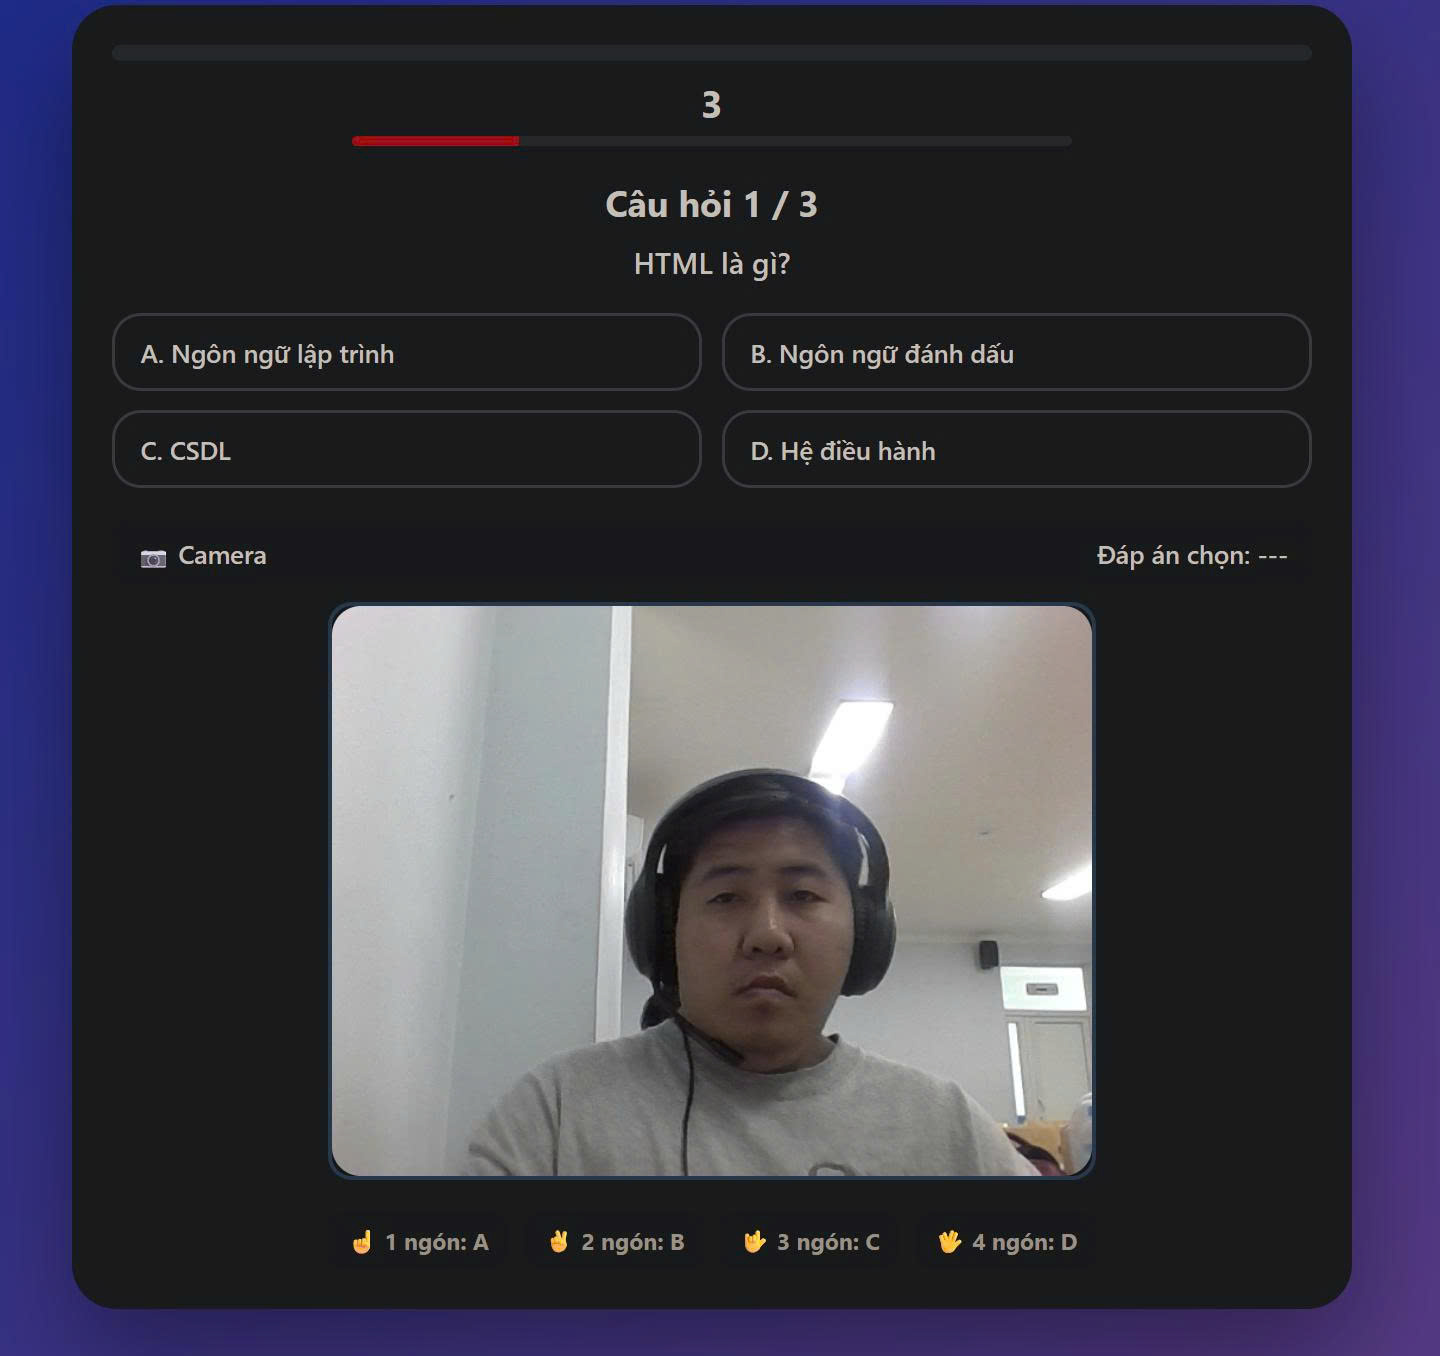 3
Câu hỏi 1 / 3
HTML là gì?
A. Ngôn ngữ lập trình
B. Ngôn ngữ đánh dấu
C. CSDL
D. Hệ điều hành
📷 Camera
Đáp án chọn: ---
☝️ 1 ngón: A
✌️ 2 ngón: B
🤟 3 ngón: C
🖖 4 ngón: D